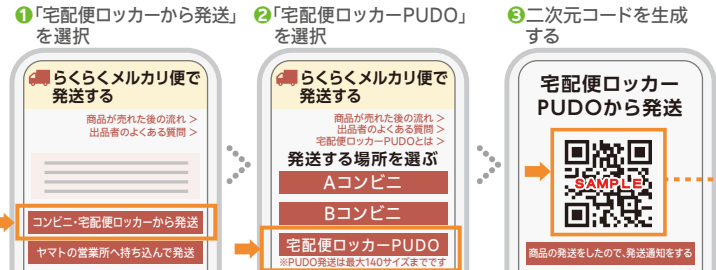 ❶「宅配便ロッカーから発送」
を選択
らくらくメルカリ便で
発送する
商品が売れた後の流れ >
出品者のよくある質問 >
コンビニ・宅配便ロッカーから発送
ヤマトの営業所へ持ち込んで発送
❷「宅配便ロッカーPUDO」
を選択
らくらくメルカリ便で
発送する
商品が売れた後の流れ >
出品者のよくある質問 >
宅配便ロッカーPUDOとは >
発送する場所を選ぶ
Aコンビニ
Bコンビニ
宅配便ロッカーPUDO
※PUDO発送は最大140サイズまでです
❸二次元コードを生成
する
宅配便ロッカー
PUDOから発送
SAMPLE
商品の発送をしたので、発送通知をする